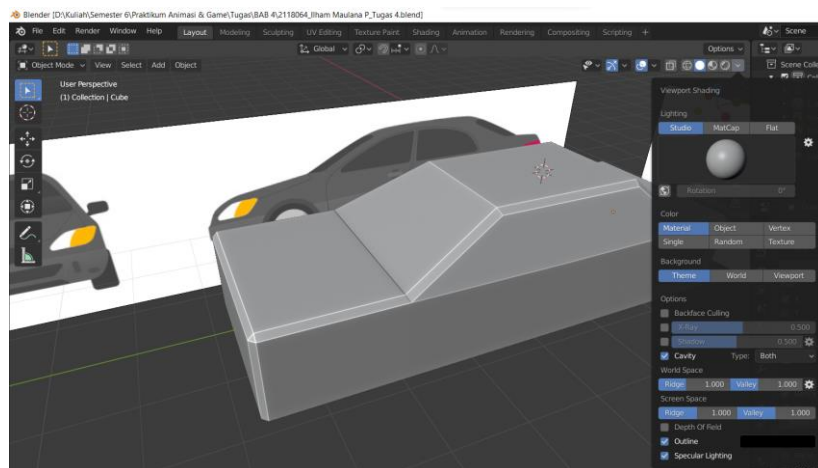 Blender [D:\Kuliah\Semester 6\Praktikum Animasi & Game\Tugas\BAB 4\2118064_Ilham Maulana P_Tugas 4.blend]
File Edit Render Window Help Layout Modeling Sculpting UV Editing Texture Paint Shading Animation Rendering Compositing Scripting + Scene
Global Options
Object Mode View Select Add Object Scene Colle
User Perspective
(1) Collection | Cube
Viewport Shading
Lighting
Studio MatCap Flat
Rotation 0°
Color
Material Object Vertex
Single Random Texture
Background
Theme World Viewport
Options
Backface Culling
X-Ray 0.500
Shadow 0.500
Cavity Type: Both
World Space
Ridge 1.000 Valley 1.000
Screen Space
Ridge 1.000 Valley 1.000
Depth Of Field
Outline
Specular Lighting